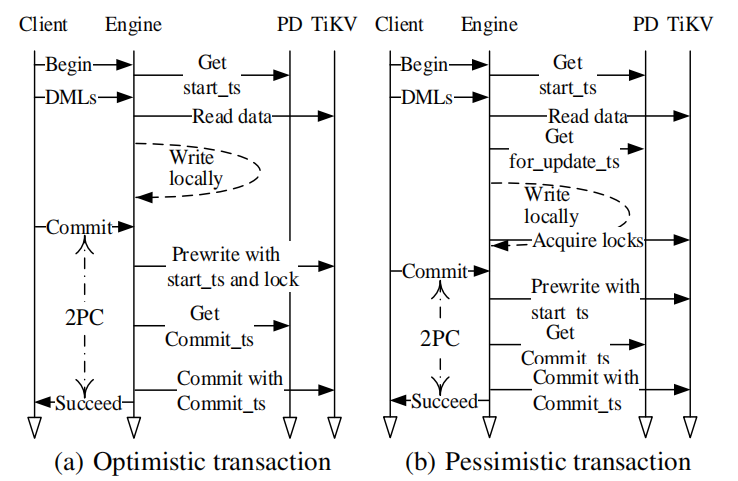 Client Engine PD TiKV
Begin
Get
start_ts
DMLs
Read data
Write
locally
Commit
Prewrite with
start_ts and lock
2PC
Get
Commit_ts
Commit with
Succeed
Commit_ts
(a) Optimistic transaction
Client Engine PD TiKV
Begin
Get
start_ts
DMLs
Read data
Get
for_update_ts
Write
locally
Acquire locks
Commit
Prewrite with
start_ts
2PC
Get
Commit_ts
Commit with
Succeed
Commit_ts
(b) Pessimistic transaction